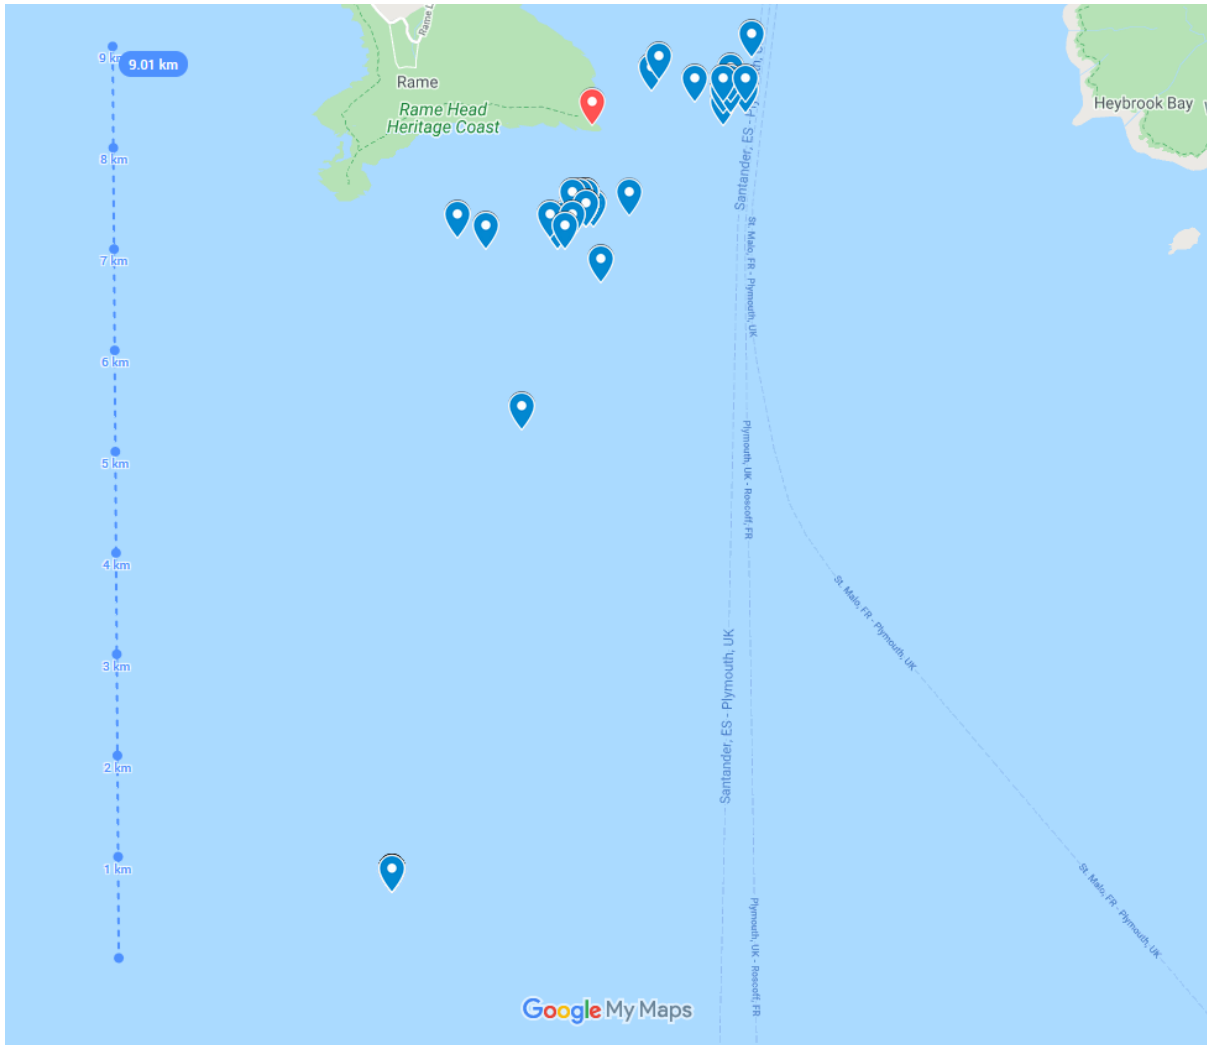 Rame L
9 k
9.01 km
Rame
Rame Head
Heritage Coast
Heybrook Bay
8 km
Santander, ES - Pl
St. Malo, FR - Plymouth, UK
7 km
6 km
5 km
Plymouth, UK - Roscoff, FR
4 km
St. Malo, FR - Plymouth, UK
3 km
Santander, ES - Plymouth, UK
2 km
1 km
St. Malo, FR - Plymouth, UK
Plymouth, UK - Roscoff, FR
Google My Maps